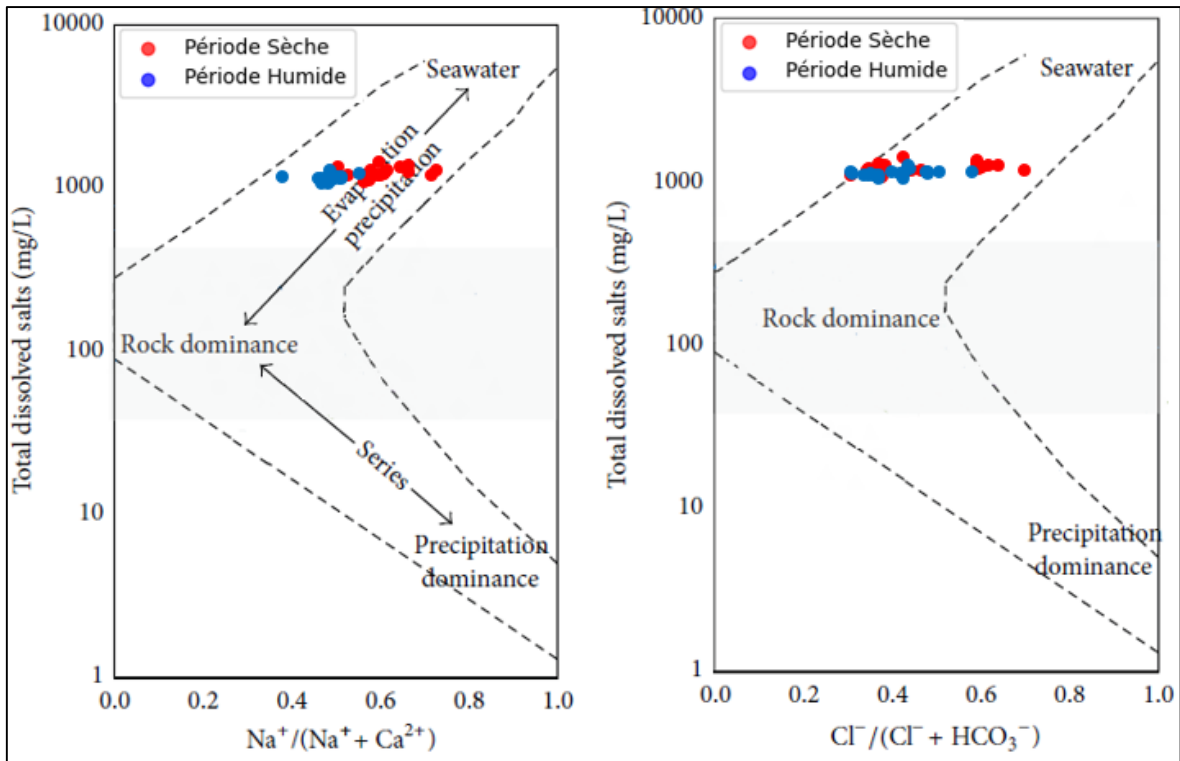 10000
1000
100
10
1
Total dissolved salts (mg/L)
Période Sèche
Période Humide
Seawater
Evaporation
precipitation
Rock dominance
Series
Precipitation
dominance
0.0 0.2 0.4 0.6 0.8 1.0
Na⁺/(Na⁺ + Ca²⁺)
10000
1000
100
10
1
Total dissolved salts (mg/L)
Période Sèche
Période Humide
Seawater
Rock dominance
Precipitation
dominance
0.0 0.2 0.4 0.6 0.8 1.0
Cl⁻/(Cl⁻ + HCO₃⁻)